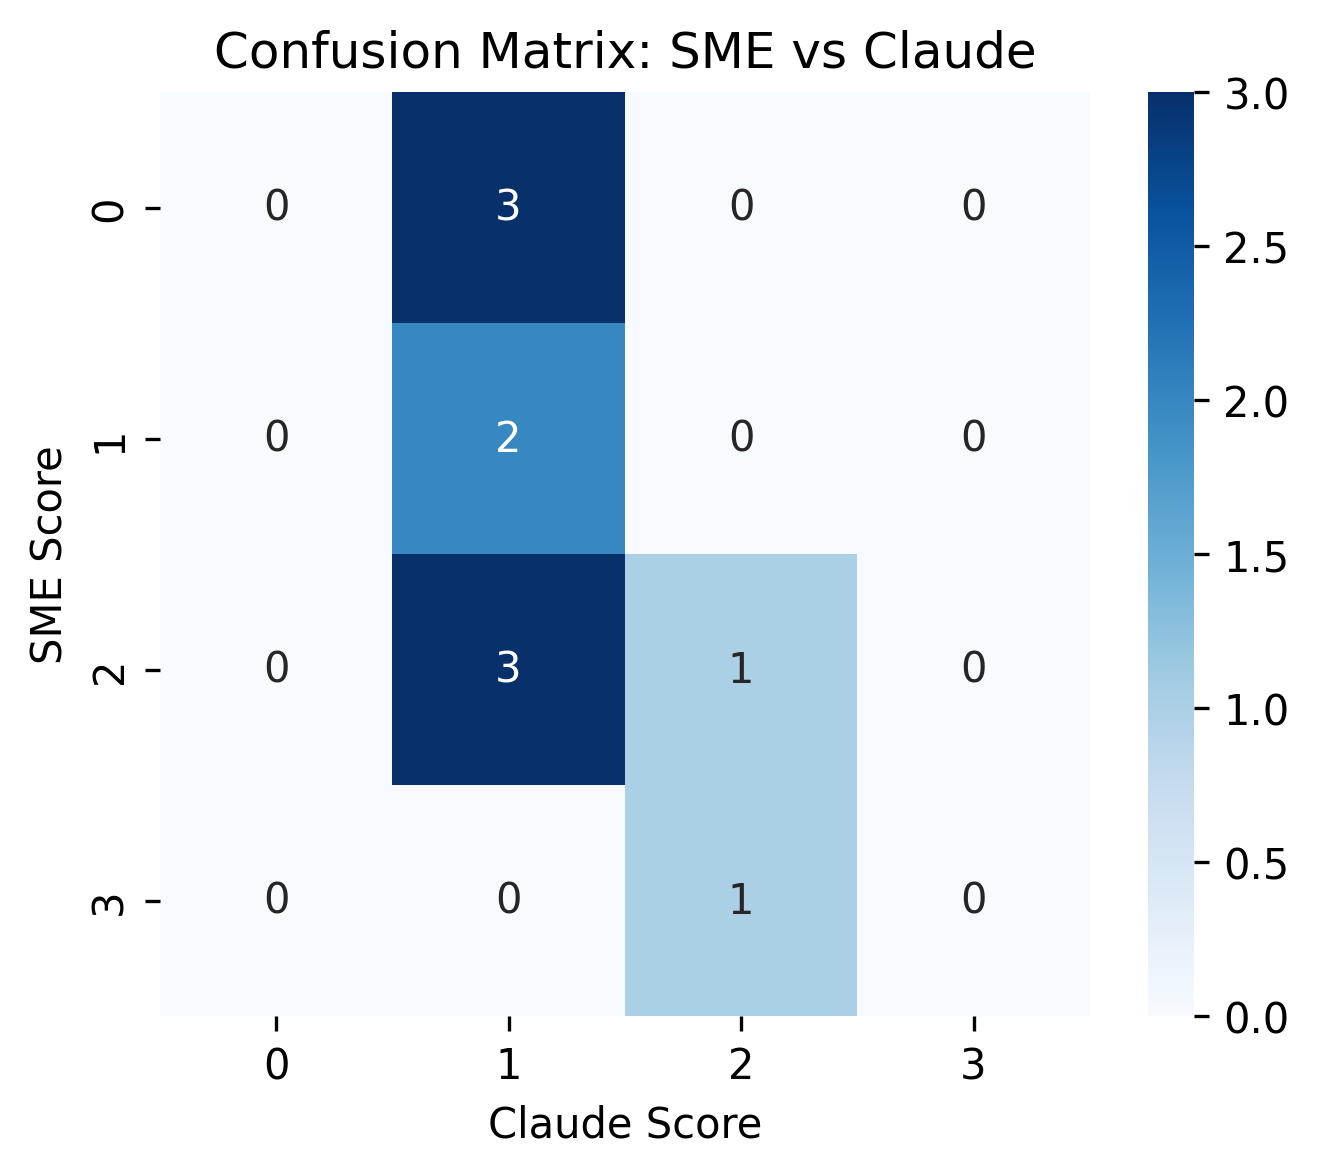 Confusion Matrix: SME vs Claude
0 0 3 0 0
1 0 2 0 0
2 0 3 1 0
3 0 0 1 0
0 1 2 3
SME Score
Claude Score
3.0
2.5
2.0
1.5
1.0
0.5
0.0